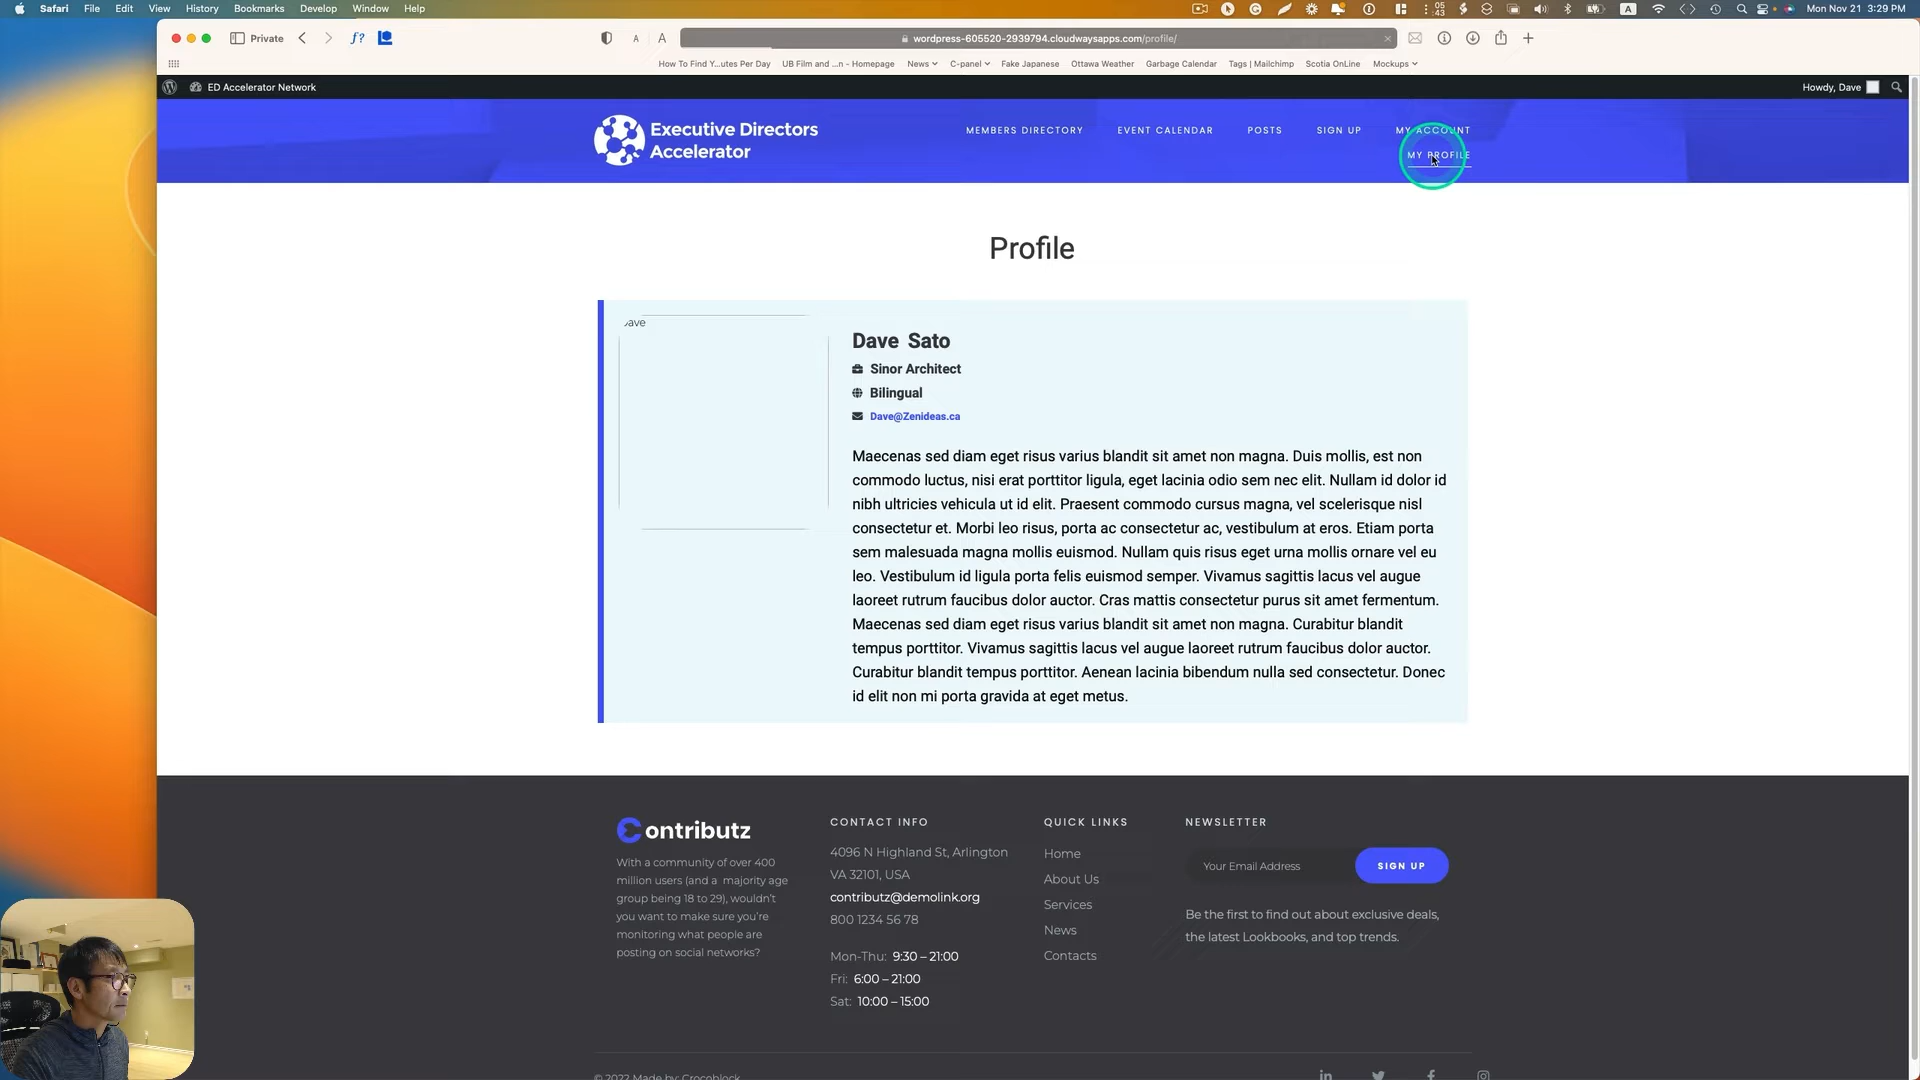 Safari File Edit View History Bookmarks Develop Window Help
05
43
A
Mon Nov 21 3:29 PM
Private
f?
A A
wordpress-605520-2939794.cloudwaysapps.com/profile/
How To Find Y...utes Per Day UB Film and ...n - Homepage News C-panel Fake Japanese Ottawa Weather Garbage Calendar Tags | Mailchimp Scotia OnLine Mockups
ED Accelerator Network
Howdy, Dave
Executive Directors
Accelerator
MEMBERS DIRECTORY EVENT CALENDAR POSTS SIGN UP MY ACCOUNT
MY PROFILE
Profile
Dave
Dave Sato
Sinor Architect
Bilingual
Dave@Zenideas.ca
Maecenas sed diam eget risus varius blandit sit amet non magna. Duis mollis, est non
commodo luctus, nisi erat porttitor ligula, eget lacinia odio sem nec elit. Nullam id dolor id
nibh ultricies vehicula ut id elit. Praesent commodo cursus magna, vel scelerisque nisl
consectetur et. Morbi leo risus, porta ac consectetur ac, vestibulum at eros. Etiam porta
sem malesuada magna mollis euismod. Nullam quis risus eget urna mollis ornare vel eu
leo. Vestibulum id ligula porta felis euismod semper. Vivamus sagittis lacus vel augue
laoreet rutrum faucibus dolor auctor. Cras mattis consectetur purus sit amet fermentum.
Maecenas sed diam eget risus varius blandit sit amet non magna. Curabitur blandit
tempus porttitor. Vivamus sagittis lacus vel augue laoreet rutrum faucibus dolor auctor.
Curabitur blandit tempus porttitor. Aenean lacinia bibendum nulla sed consectetur. Donec
id elit non mi porta gravida at eget metus.
Contributz
With a community of over 400
million users (and a majority age
group being 18 to 29), wouldn't
you want to make sure you're
monitoring what people are
posting on social networks?
CONTACT INFO
4096 N Highland St, Arlington
VA 32101, USA
contributz@demolink.org
800 1234 56 78
Mon-Thu: 9:30 – 21:00
Fri: 6:00 – 21:00
Sat: 10:00 – 15:00
QUICK LINKS
Home
About Us
Services
News
Contacts
NEWSLETTER
Your Email Address
SIGN UP
Be the first to find out about exclusive deals,
the latest Lookbooks, and top trends.
© 2022 Made by: Crocoblock